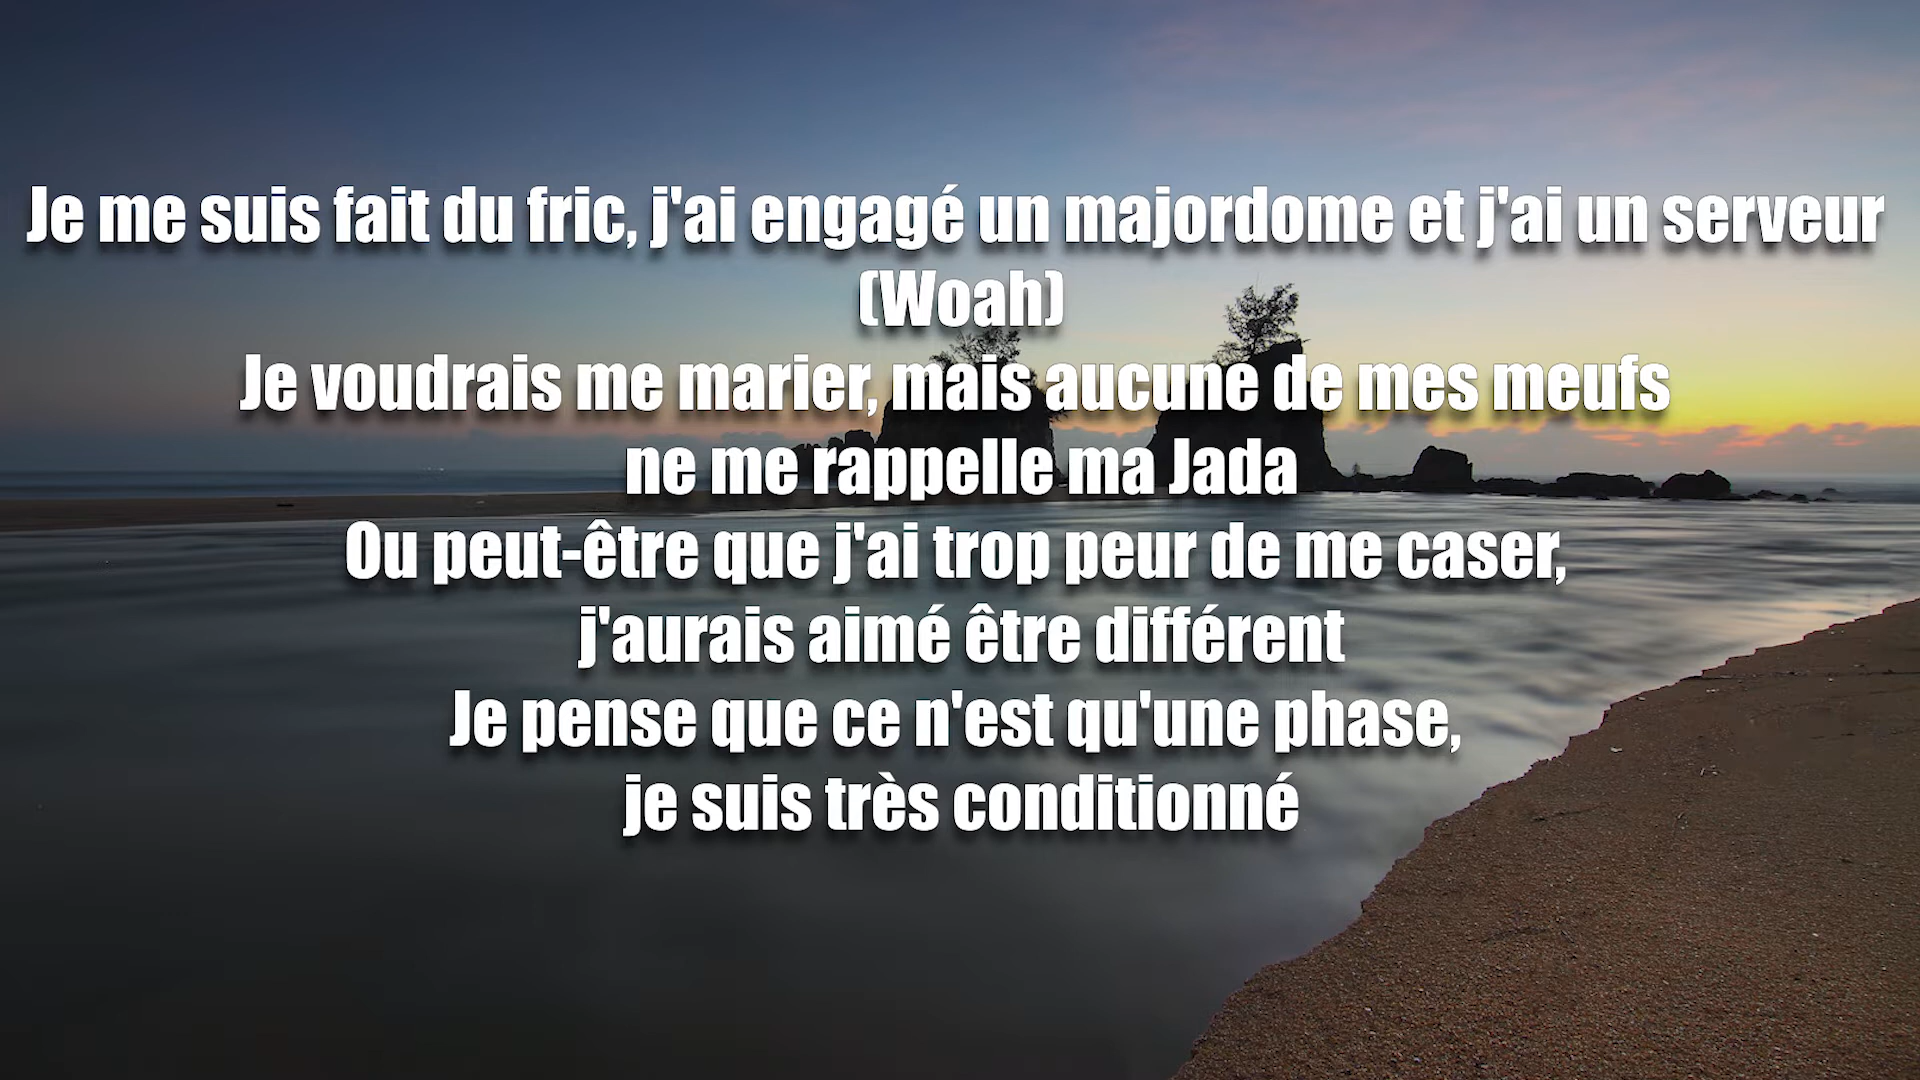 Je me suis fait du fric, j'ai engagé un majordome et j'ai un serveur
(Woah)
Je voudrais me marier, mais aucune de mes meufs
ne me rappelle ma Jada
Ou peut-être que j'ai trop peur de me caser,
j'aurais aimé être différent
Je pense que ce n'est qu'une phase,
je suis très conditionné